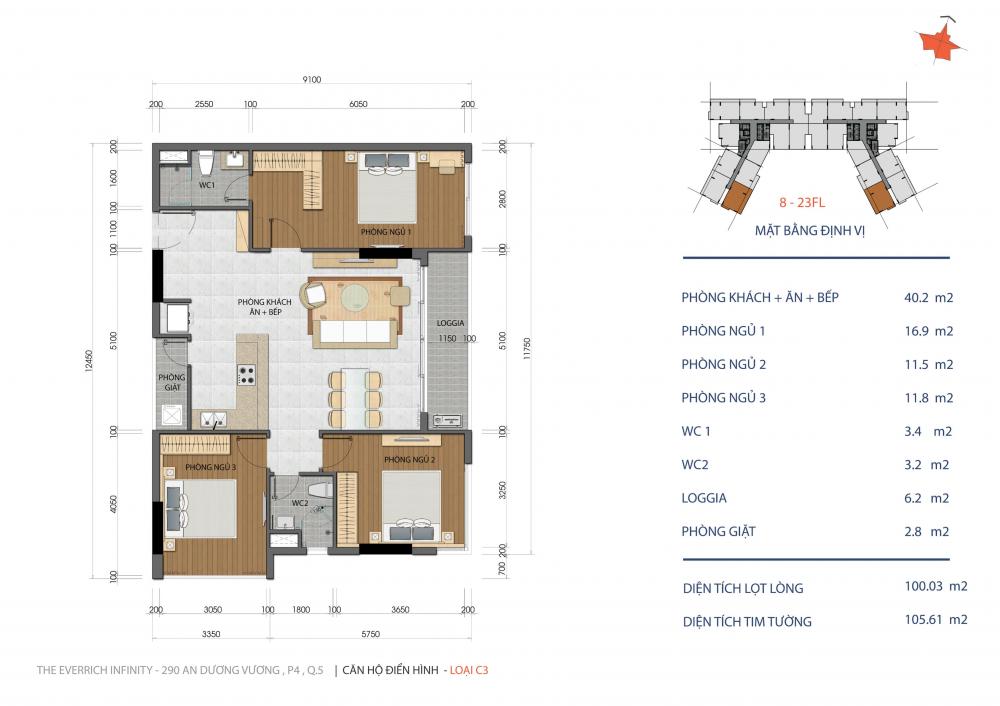 9100
200 2550 100 6050 200
12450
200
1600
100
1100
100
5100
100
4050
100
200
2800
100
5100
100
3250
200
700
11750
WC1
PHÒNG NGỦ 1
PHÒNG KHÁCH
ĂN + BẾP
LOGGIA
1150 100
PHÒNG
GIẶT
PHÒNG NGỦ 3
PHÒNG NGỦ 2
WC2
200 3050 100 1800 100 3650 200
3350 5750
8 - 23FL
MẶT BẰNG ĐỊNH VỊ
PHÒNG KHÁCH + ĂN + BẾP 40.2 m2
PHÒNG NGỦ 1 16.9 m2
PHÒNG NGỦ 2 11.5 m2
PHÒNG NGỦ 3 11.8 m2
WC 1 3.4 m2
WC2 3.2 m2
LOGGIA 6.2 m2
PHÒNG GIẶT 2.8 m2
DIỆN TÍCH LỌT LÒNG 100.03 m2
DIỆN TÍCH TIM TƯỜNG 105.61 m2
THE EVERRICH INFINITY - 290 AN DƯƠNG VƯƠNG , P4 , Q.5 | CĂN HỘ ĐIỂN HÌNH - LOẠI C3